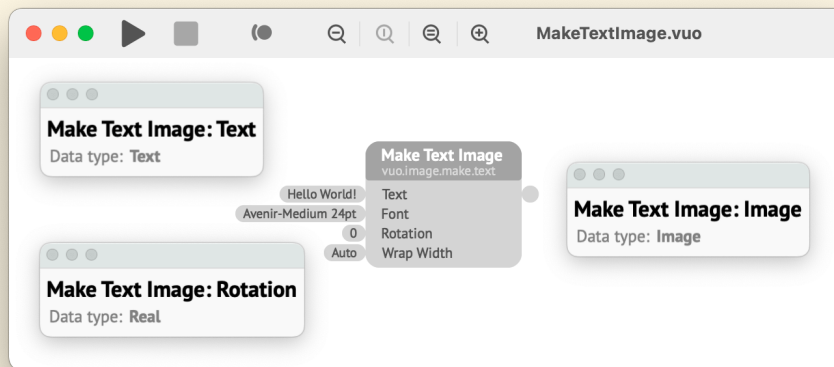 MakeTextImage.vuo
Make Text Image: Text
Data type: Text
Make Text Image
vuo.image.make.text
Hello World! Text
Avenir-Medium 24pt Font
0 Rotation
Auto Wrap Width
Make Text Image: Image
Data type: Image
Make Text Image: Rotation
Data type: Real